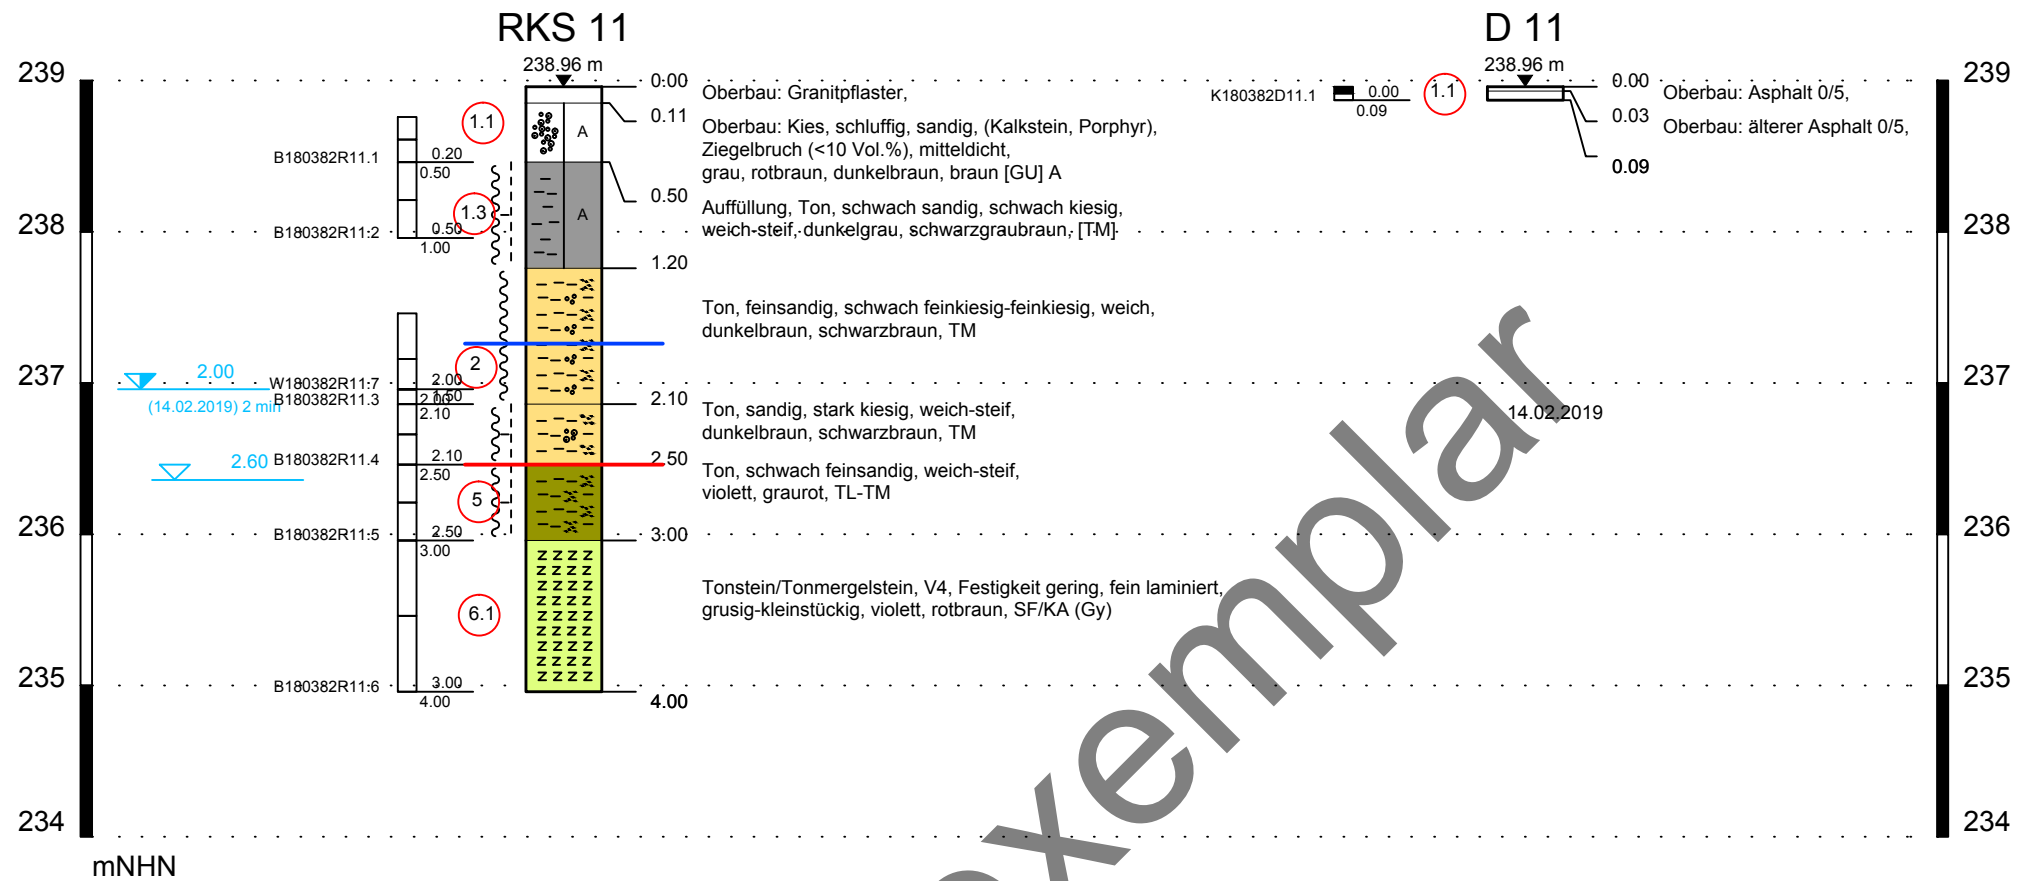 RKS 11
D 11
238.96 m
238.96 m
239
239
0.00
Oberbau: Granitpflaster,
0.11
Oberbau: Kies, schluffig, sandig, (Kalkstein, Porphyr),
Ziegelbruch (<10 Vol.%), mitteldicht,
grau, rotbraun, dunkelbraun, braun [GU] A
1.1
A
B180382R11.1
0.20
0.50
0.50
K180382D11.1
0.00
0.09
1.1
0.00
Oberbau: Asphalt 0/5,
0.03
Oberbau: älterer Asphalt 0/5,
0.09
Auffüllung, Ton, schwach sandig, schwach kiesig,
weich-steif, dunkelgrau, schwarzgraubraun, [TM]
1.3
A
238
238
B180382R11.2
0.50
1.00
1.20
Ton, feinsandig, schwach feinkiesig-feinkiesig, weich,
dunkelbraun, schwarzbraun, TM
2
237
237
2.00
(14.02.2019) 2 min
W180382R11.7
2.00
B180382R11.3
1.50
2.00
2.10
2.10
Ton, sandig, stark kiesig, weich-steif,
dunkelbraun, schwarzbraun, TM
14.02.2019
2.60
B180382R11.4
2.10
2.50
2.50
Ton, schwach feinsandig, weich-steif,
violett, graurot, TL-TM
5
236
236
B180382R11.5
2.50
3.00
3.00
Z Z Z Z
Z Z Z Z
Z Z Z Z
Z Z Z Z
Z Z Z Z
Z Z Z Z
Z Z Z Z
Z Z Z Z
Z Z Z Z
Tonstein/Tonmergelstein, V4, Festigkeit gering, fein laminiert,
grusig-kleinstückig, violett, rotbraun, SF/KA (Gy)
6.1
235
235
B180382R11.6
3.00
4.00
4.00
234
234
mNHN
exemplar